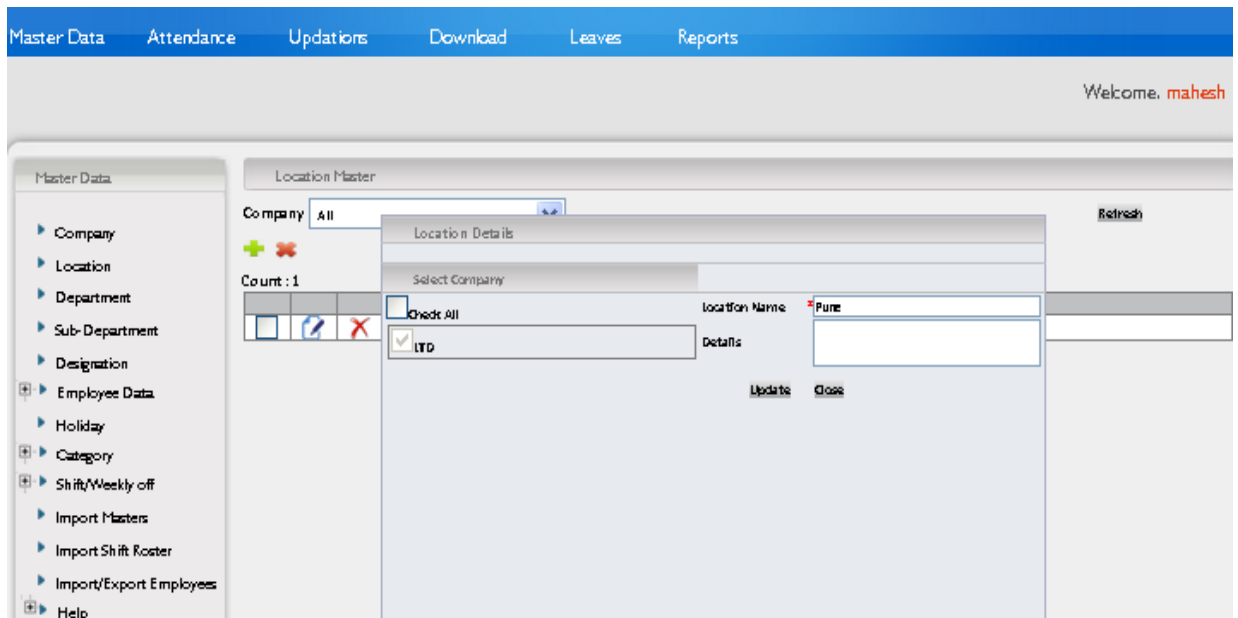 Master Data Attendance Updations Download Leaves Reports
Welcome, mahesh
Master Data
Company
Location
Department
Sub-Department
Designation
Employee Data
Holiday
Category
Shift/Weekly off
Import Masters
Import Shift Roster
Import/Export Employees
Help
Location Master
Company All
Refresh
Count : 1
Location Details
Select Company
Check All
LTD
Location Name *Pune
Details
Update Close